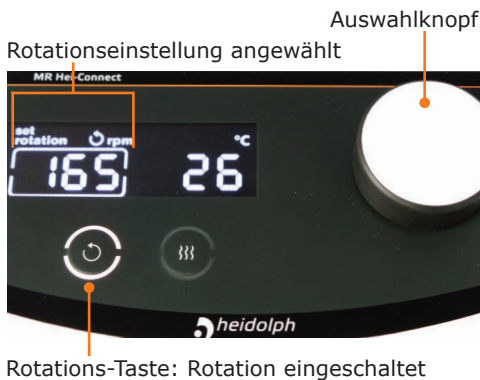 Auswahlknopf
Rotationseinstellung angewählt
MR Hei-Connect
set
rotation rpm °C
165 26
heidolph
Rotations-Taste: Rotation eingeschaltet